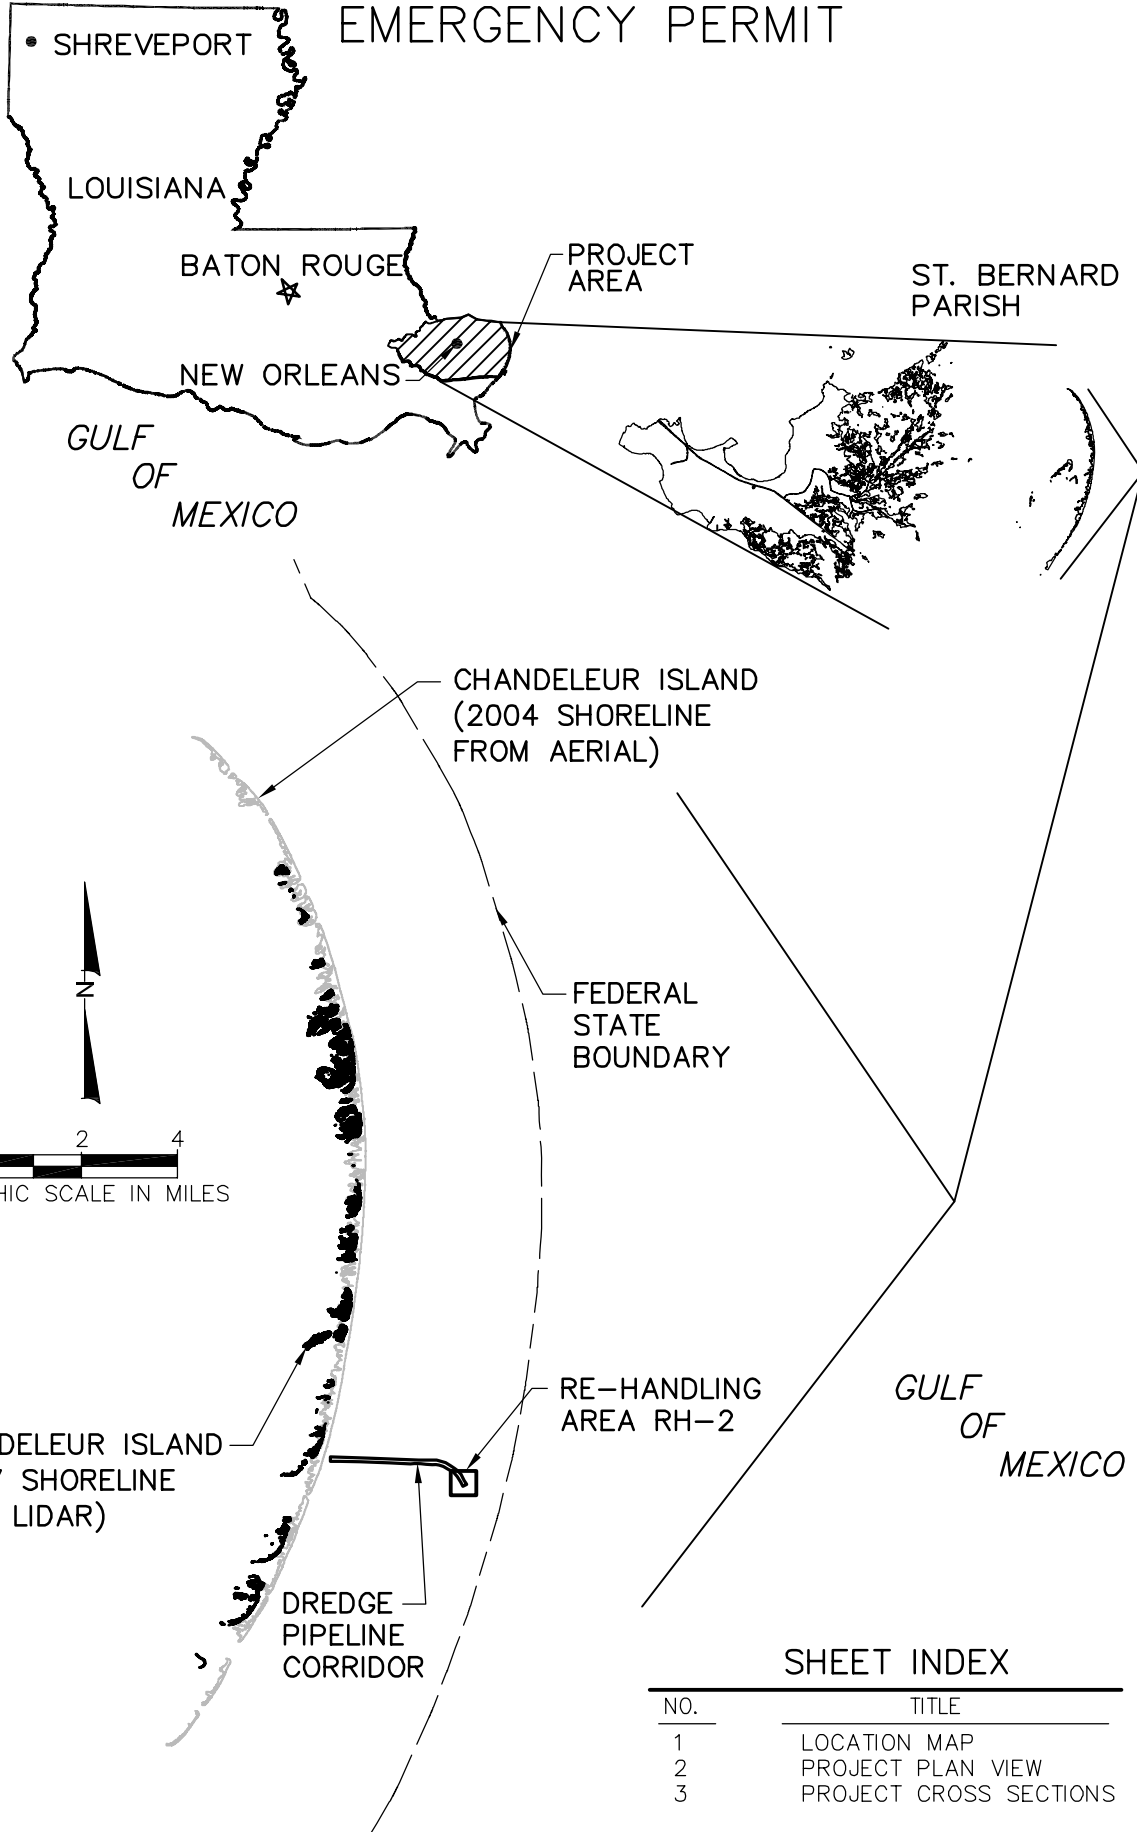 EMERGENCY PERMIT
SHREVEPORT
LOUISIANA
BATON ROUGE
PROJECT
AREA
ST. BERNARD
PARISH
NEW ORLEANS
GULF
OF
MEXICO
CHANDELEUR ISLAND
(2004 SHORELINE
FROM AERIAL)
N
FEDERAL
STATE
BOUNDARY
2 4
HIC SCALE IN MILES
RE-HANDLING
AREA RH-2
GULF
OF
MEXICO
DELEUR ISLAND
SHORELINE
LIDAR)
DREDGE
PIPELINE
CORRIDOR
SHEET INDEX
NO. TITLE
1 LOCATION MAP
2 PROJECT PLAN VIEW
3 PROJECT CROSS SECTIONS